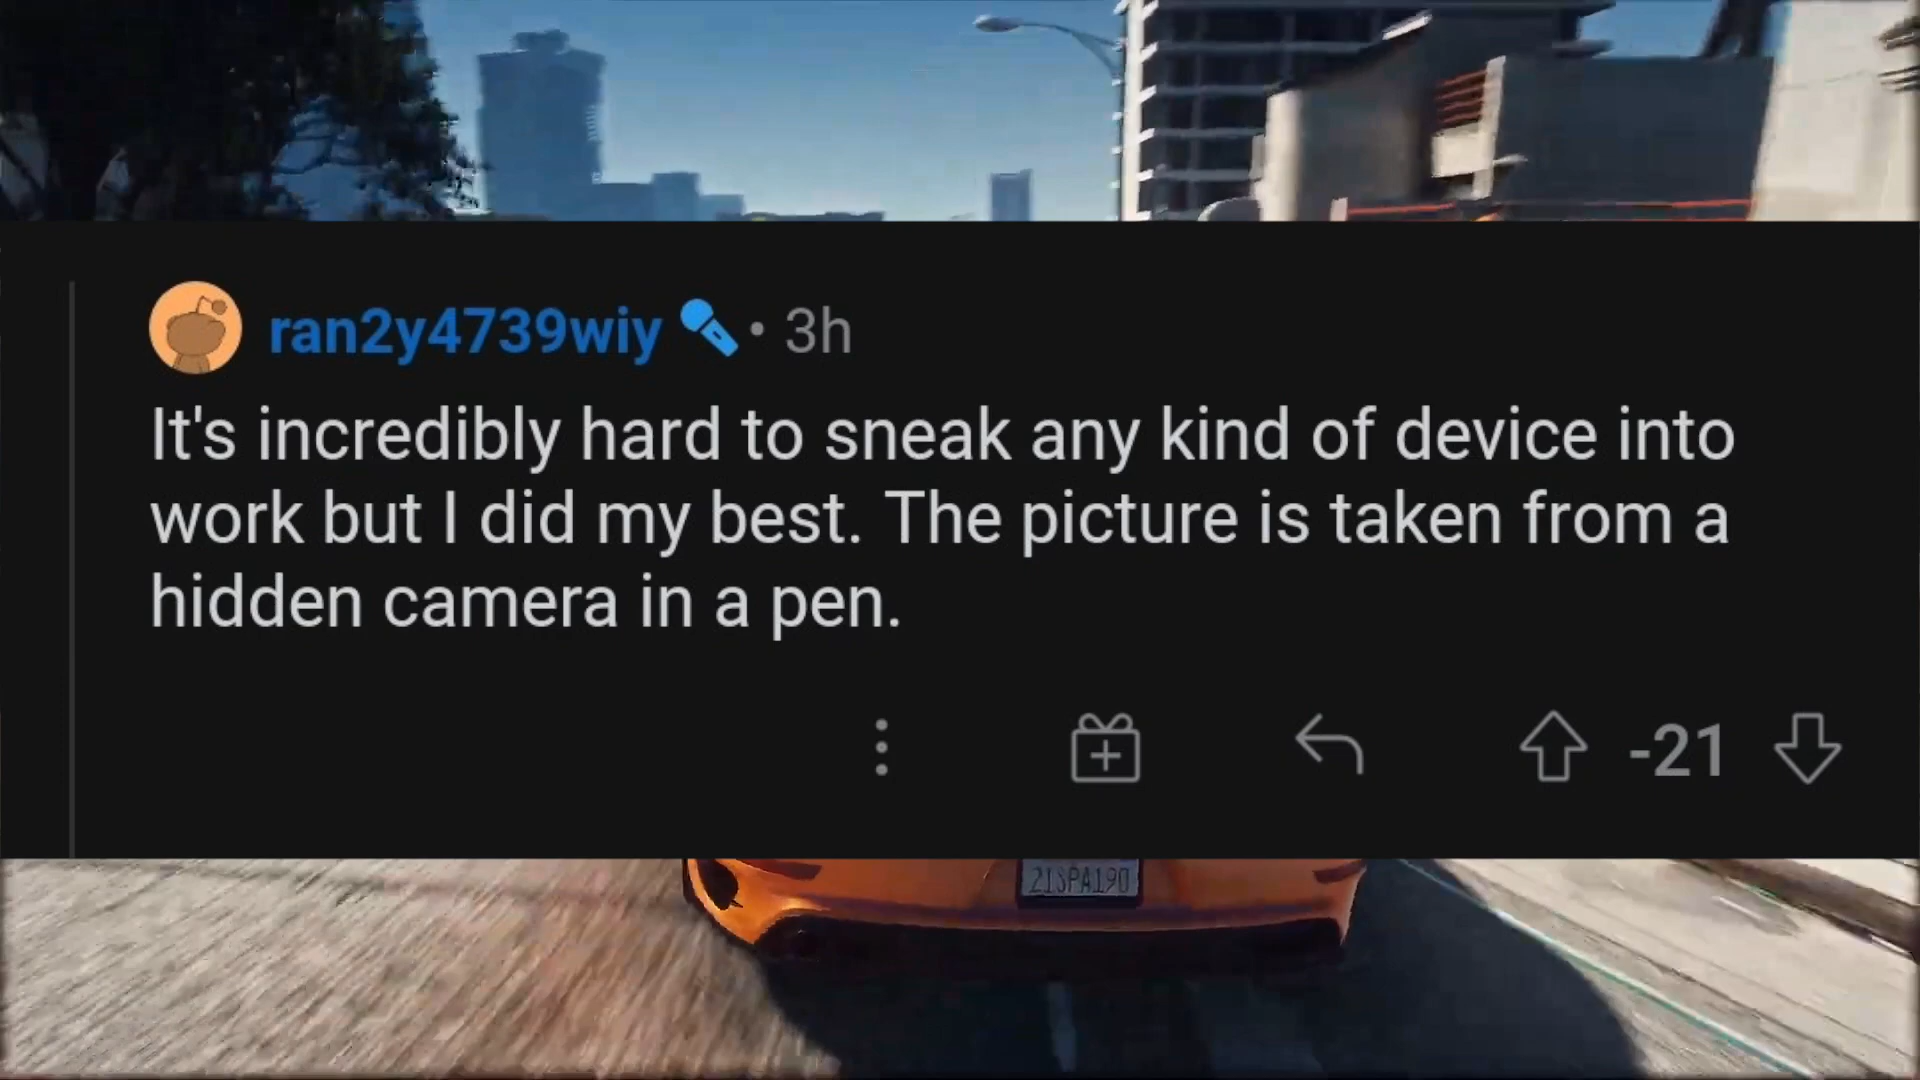 ran2y4739wiy • 3h
It's incredibly hard to sneak any kind of device into
work but I did my best. The picture is taken from a
hidden camera in a pen.
-21
21SPA190